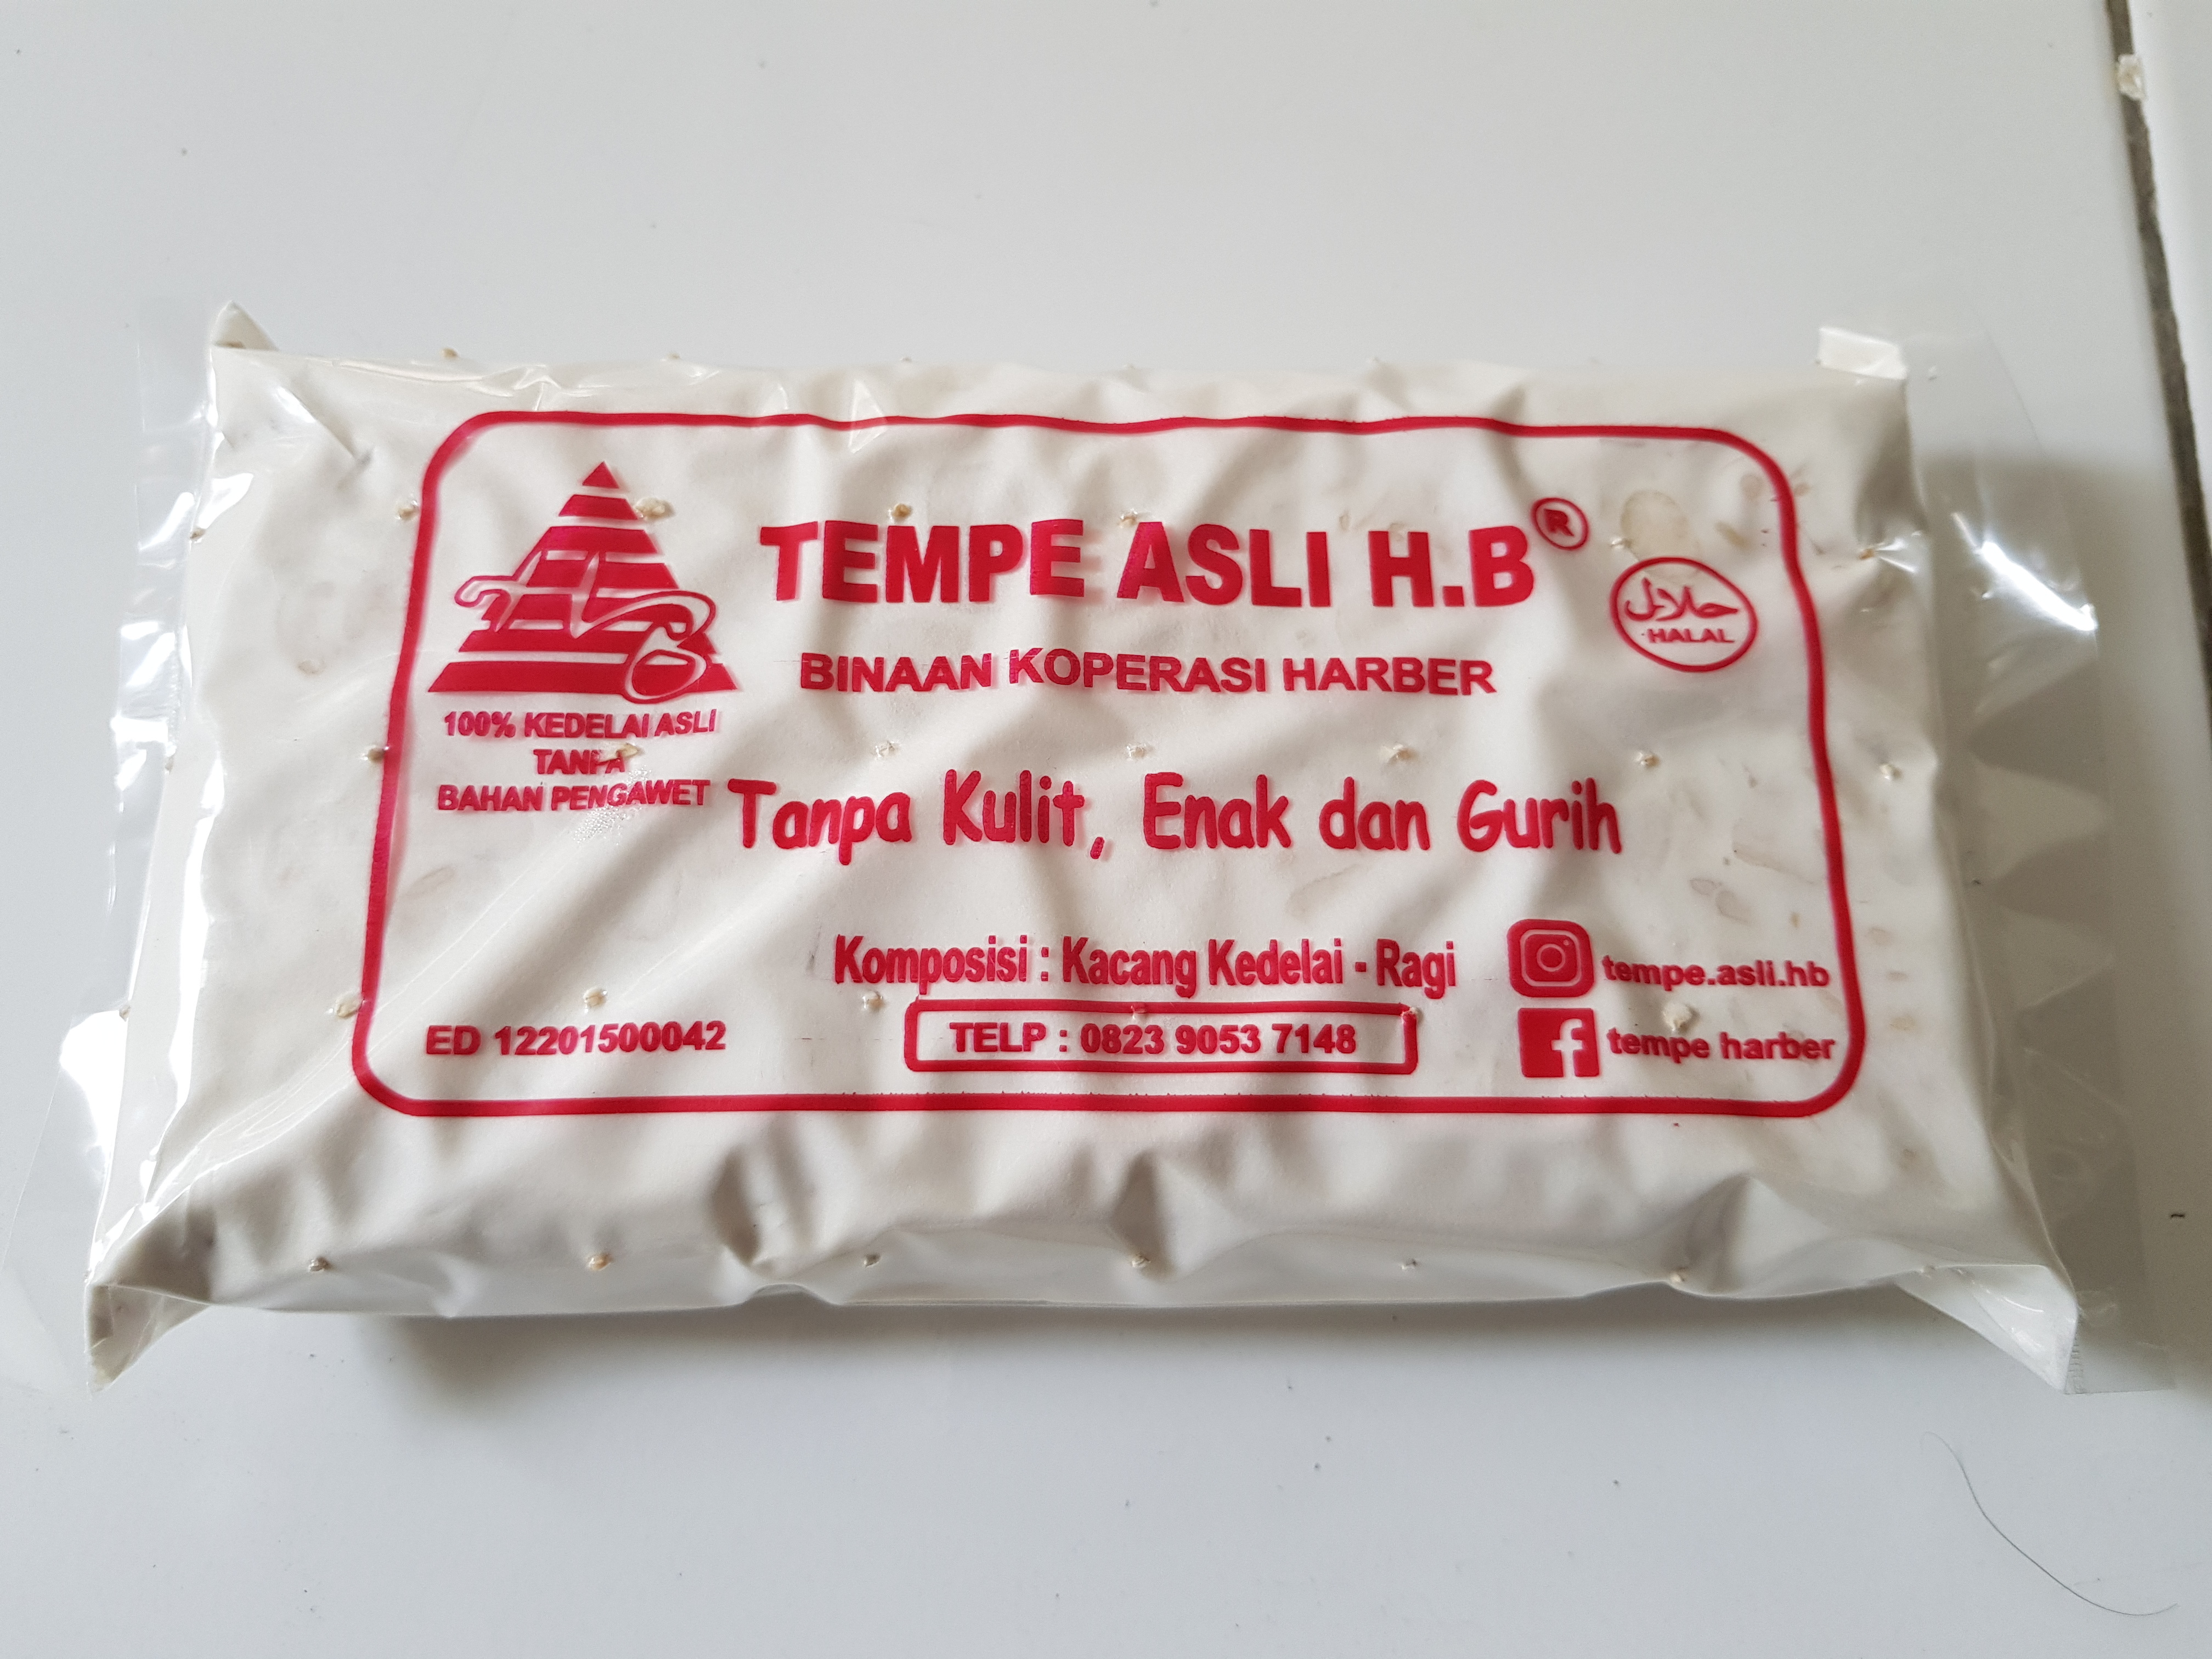 TEMPE ASLI H.B®
BINAAN KOPERASI HARBER
حلال
HALAL
HB
100% KEDELAI ASLI
TANPA
BAHAN PENGAWET
Tanpa Kulit, Enak dan Gurih
Komposisi : Kacang Kedelai - Ragi
ED 12201500042
TELP : 0823 9053 7148
tempe.asli.hb
tempe harber